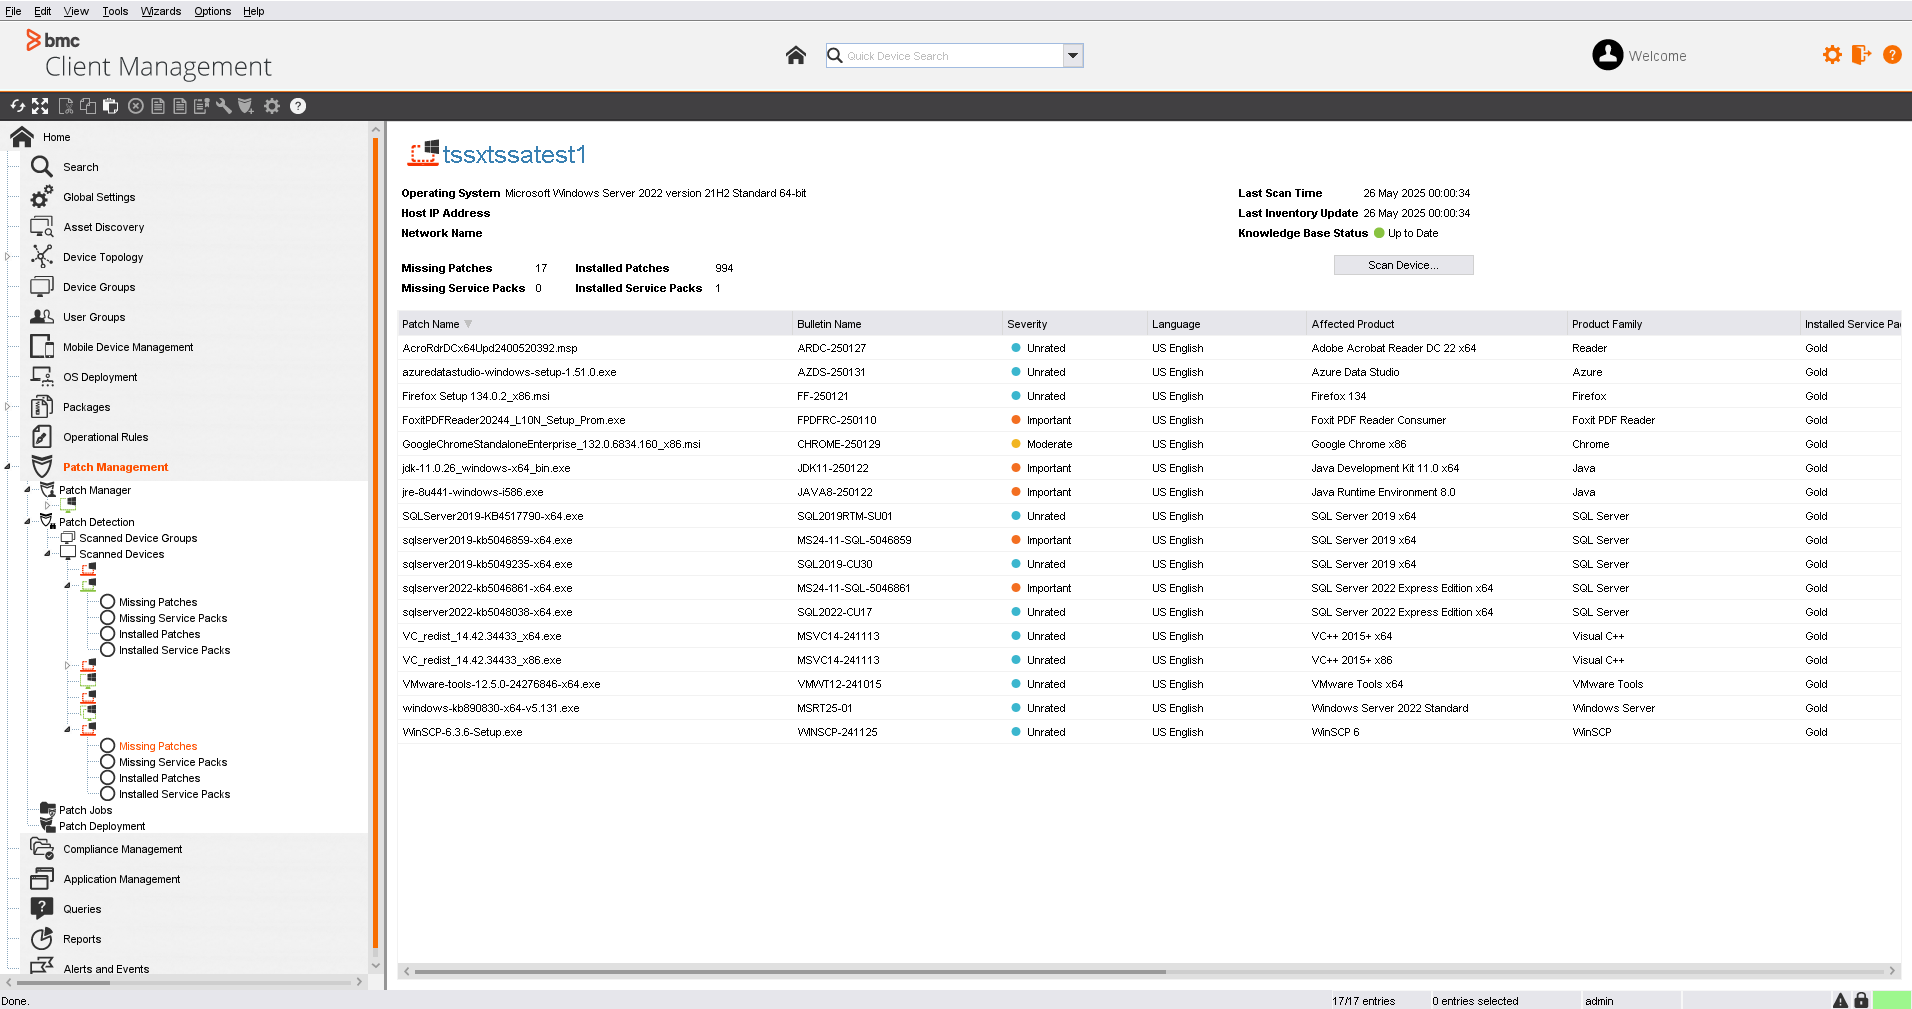 File Edit View Tools Wizards Options Help
bmc
Client Management
Quick Device Search
Welcome
Home
Search
Global Settings
Asset Discovery
Device Topology
Device Groups
User Groups
Mobile Device Management
OS Deployment
Packages
Operational Rules
Patch Management
Patch Manager
Patch Detection
Scanned Device Groups
Scanned Devices
Missing Patches
Missing Service Packs
Installed Patches
Installed Service Packs
Missing Patches
Missing Service Packs
Installed Patches
Installed Service Packs
Patch Jobs
Patch Deployment
Compliance Management
Application Management
Queries
Reports
Alerts and Events
tssxtssatest1
Operating System Microsoft Windows Server 2022 version 21H2 Standard 64-bit
Host IP Address
Network Name
Last Scan Time 26 May 2025 00:00:34
Last Inventory Update 26 May 2025 00:00:34
Knowledge Base Status Up to Date
Missing Patches 17 Installed Patches 994
Missing Service Packs 0 Installed Service Packs 1
Scan Device...
Patch Name Bulletin Name Severity Language Affected Product Product Family Installed Service Pa
AcroRdrDCx64Upd2400520392.msp ARDC-250127 Unrated US English Adobe Acrobat Reader DC 22 x64 Reader Gold
azuredatastudio-windows-setup-1.51.0.exe AZDS-250131 Unrated US English Azure Data Studio Azure Gold
Firefox Setup 134.0.2_x86.msi FF-250121 Unrated US English Firefox 134 Firefox Gold
FoxitPDFReader20244_L10N_Setup_Prom.exe FPDFRC-250110 Important US English Foxit PDF Reader Consumer Foxit PDF Reader Gold
GoogleChromeStandaloneEnterprise_132.0.6834.160_x86.msi CHROME-250129 Moderate US English Google Chrome x86 Chrome Gold
jdk-11.0.26_windows-x64_bin.exe JDK11-250122 Important US English Java Development Kit 11.0 x64 Java Gold
jre-8u441-windows-i586.exe JAVA8-250122 Important US English Java Runtime Environment 8.0 Java Gold
SQLServer2019-KB4517790-x64.exe SQL2019RTM-SU01 Unrated US English SQL Server 2019 x64 SQL Server Gold
sqlserver2019-kb5046859-x64.exe MS24-11-SQL-5046859 Important US English SQL Server 2019 x64 SQL Server Gold
sqlserver2019-kb5049235-x64.exe SQL2019-CU30 Unrated US English SQL Server 2019 x64 SQL Server Gold
sqlserver2022-kb5046861-x64.exe MS24-11-SQL-5046861 Important US English SQL Server 2022 Express Edition x64 SQL Server Gold
sqlserver2022-kb5048038-x64.exe SQL2022-CU17 Unrated US English SQL Server 2022 Express Edition x64 SQL Server Gold
VC_redist_14.42.34433_x64.exe MSVC14-241113 Unrated US English VC++ 2015+ x64 Visual C++ Gold
VC_redist_14.42.34433_x86.exe MSVC14-241113 Unrated US English VC++ 2015+ x86 Visual C++ Gold
VMware-tools-12.5.0-24276846-x64.exe VMWT12-241015 Unrated US English VMware Tools x64 VMware Tools Gold
windows-kb890830-x64-v5.131.exe MSRT25-01 Unrated US English Windows Server 2022 Standard Windows Server Gold
WinSCP-6.3.6-Setup.exe WINSCP-241125 Unrated US English WinSCP 6 WinSCP Gold
Done. 17/17 entries 0 entries selected admin